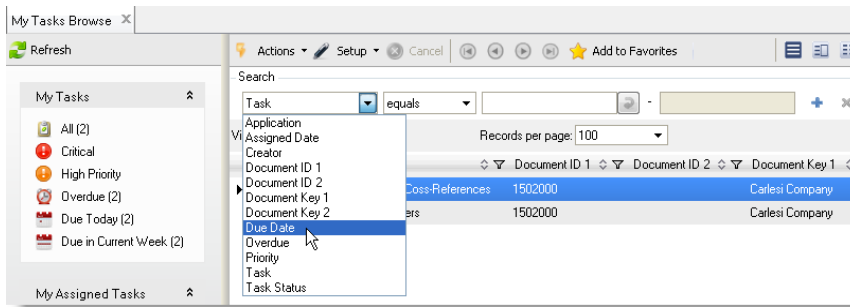 My Tasks Browse
Refresh
Actions Setup Cancel Add to Favorites
Search
My Tasks
Task equals -
All (2)
Application
Vi Assigned Date Records per page: 100
Critical
Creator
High Priority
Document ID 1
Document ID 1 Document ID 2 Document Key 1
Overdue (2)
Document ID 2
Coss-References 1502000 Carlesi Company
Document Key 1
Due Today (2)
Document Key 2
ers 1502000 Carlesi Company
Due Date
Due in Current Week (2)
Overdue
Priority
Task
My Assigned Tasks
Task Status